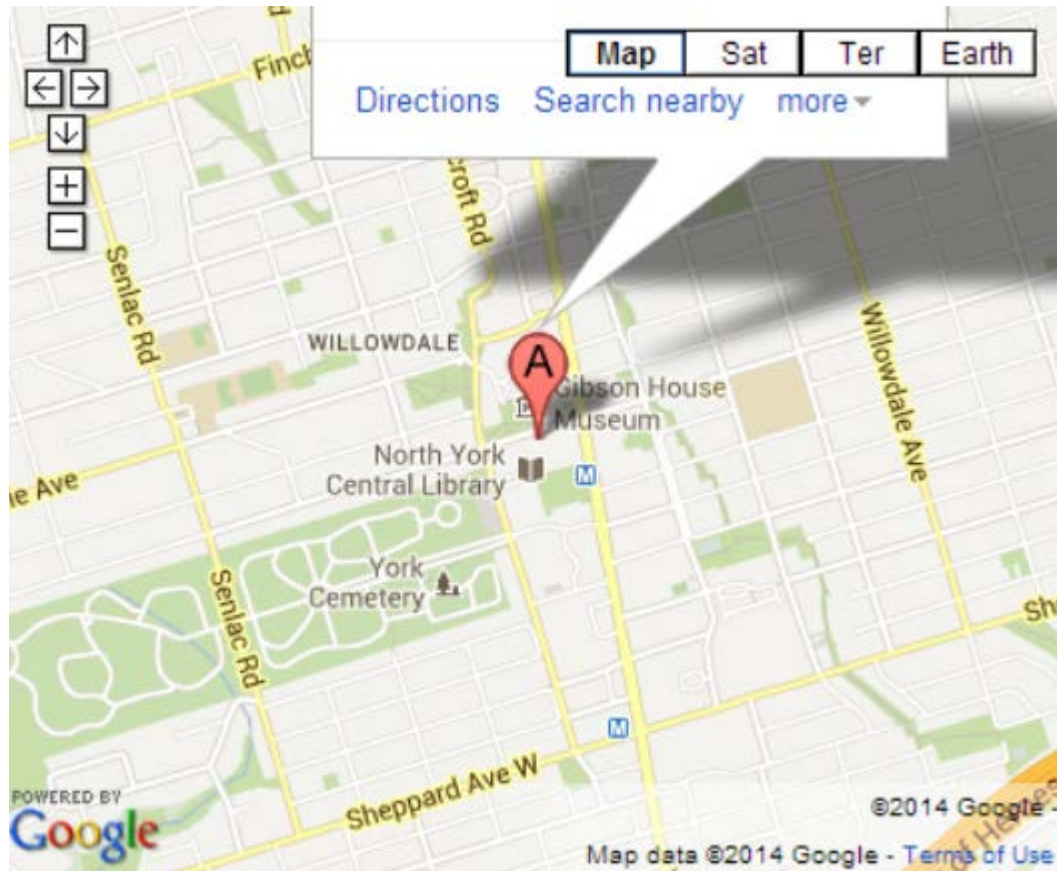 Map Sat Ter Earth
Finch
Directions Search nearby more
croft Rd
Senlac Rd
Willowdale Ave
WILLOWDALE
A
Gibson House
Museum
North York
Central Library
M
ne Ave
York
Cemetery
Senlac Rd
Sh
M
Sheppard Ave W
POWERED BY
Google
©2014 Google -
Map data ©2014 Google - Terms of Use